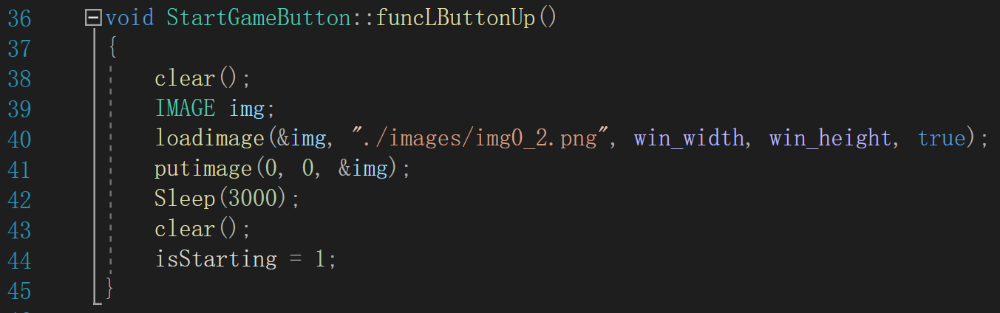 36 void StartGameButton::funcLButtonUp()
37 {
38 clear();
39 IMAGE img;
40 loadimage(&img, "./images/img0_2.png", win_width, win_height, true);
41 putimage(0, 0, &img);
42 Sleep(3000);
43 clear();
44 isStarting = 1;
45 }